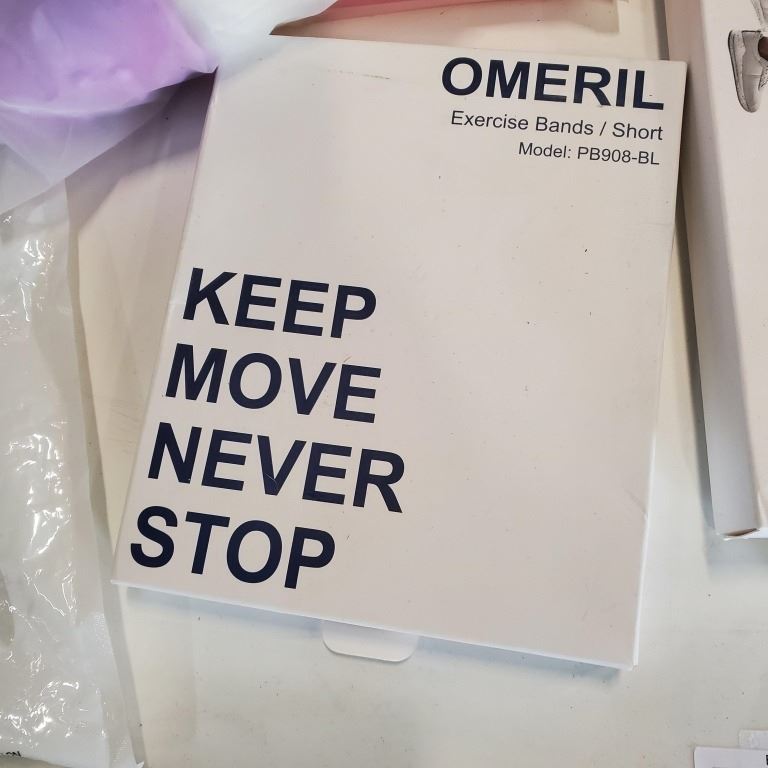 OMERIL
Exercise Bands / Short
Model: PB908-BL
KEEP
MOVE
NEVER
STOP